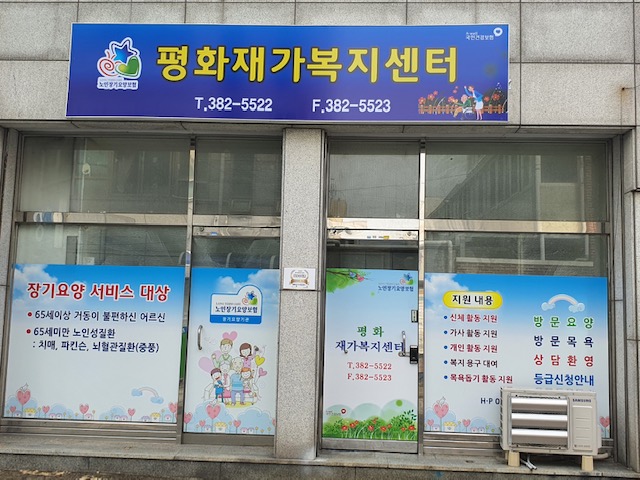 평화재가복지센터
노인장기요양보험
국민건강보험
T.382-5522 F.382-5523
장기요양 서비스 대상
• 65세이상 거동이 불편하신 어르신
• 65세미만 노인성질환
: 치매, 파킨슨, 뇌혈관질환(중풍)
노인장기요양보험
장기요양기관
노인장기요양보험
평화
재가복지센터
T.382-5522
F.382-5523
지원 내용
• 신체 활동 지원
• 가사 활동 지원
• 개인 활동 지원
• 복지 용구 대여
• 목욕돕기 활동 지원
방문요양
방문목욕
상담환영
등급신청안내
H·P 01
SAMSUNG